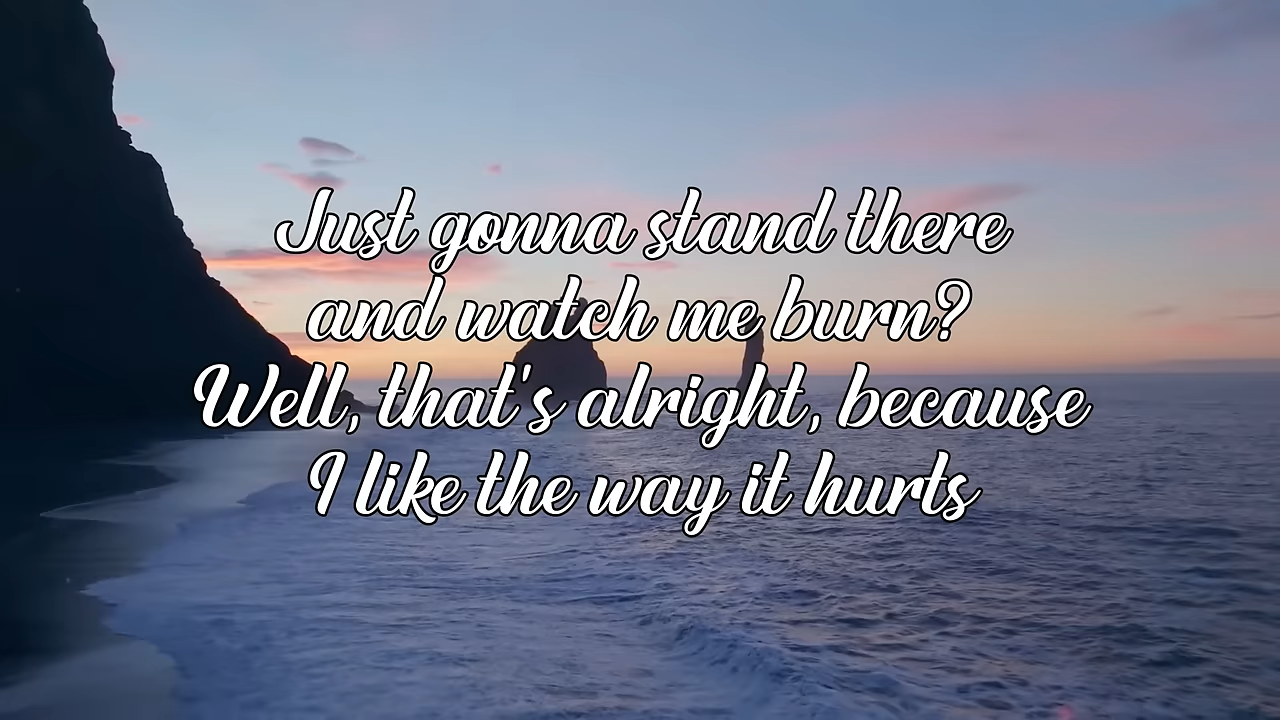 Just gonna stand there
and watch me burn?
Well, that's alright, because
I like the way it hurts